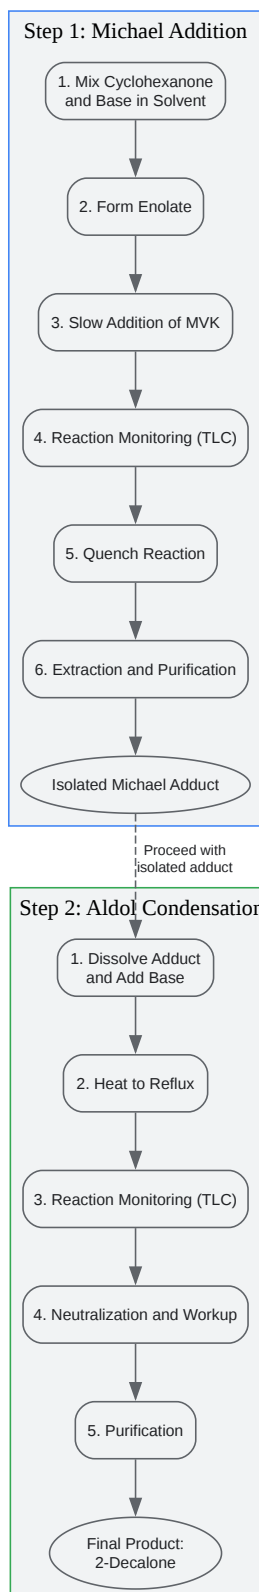 Step 1: Michael Addition
1. Mix Cyclohexanone
and Base in Solvent
2. Form Enolate
3. Slow Addition of MVK
4. Reaction Monitoring (TLC)
5. Quench Reaction
6. Extraction and Purification
Isolated Michael Adduct
Proceed with
isolated adduct
Step 2: Aldol Condensation
1. Dissolve Adduct
and Add Base
2. Heat to Reflux
3. Reaction Monitoring (TLC)
4. Neutralization and Workup
5. Purification
Final Product:
2-Decalone